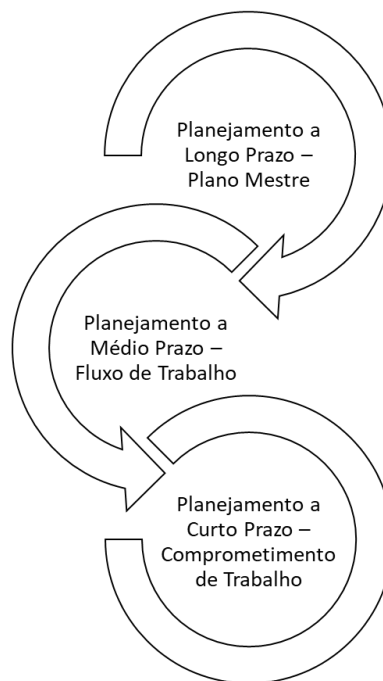 Planejamento a
Longo Prazo –
Plano Mestre
Planejamento a
Médio Prazo –
Fluxo de Trabalho
Planejamento a
Curto Prazo –
Comprometimento
de Trabalho